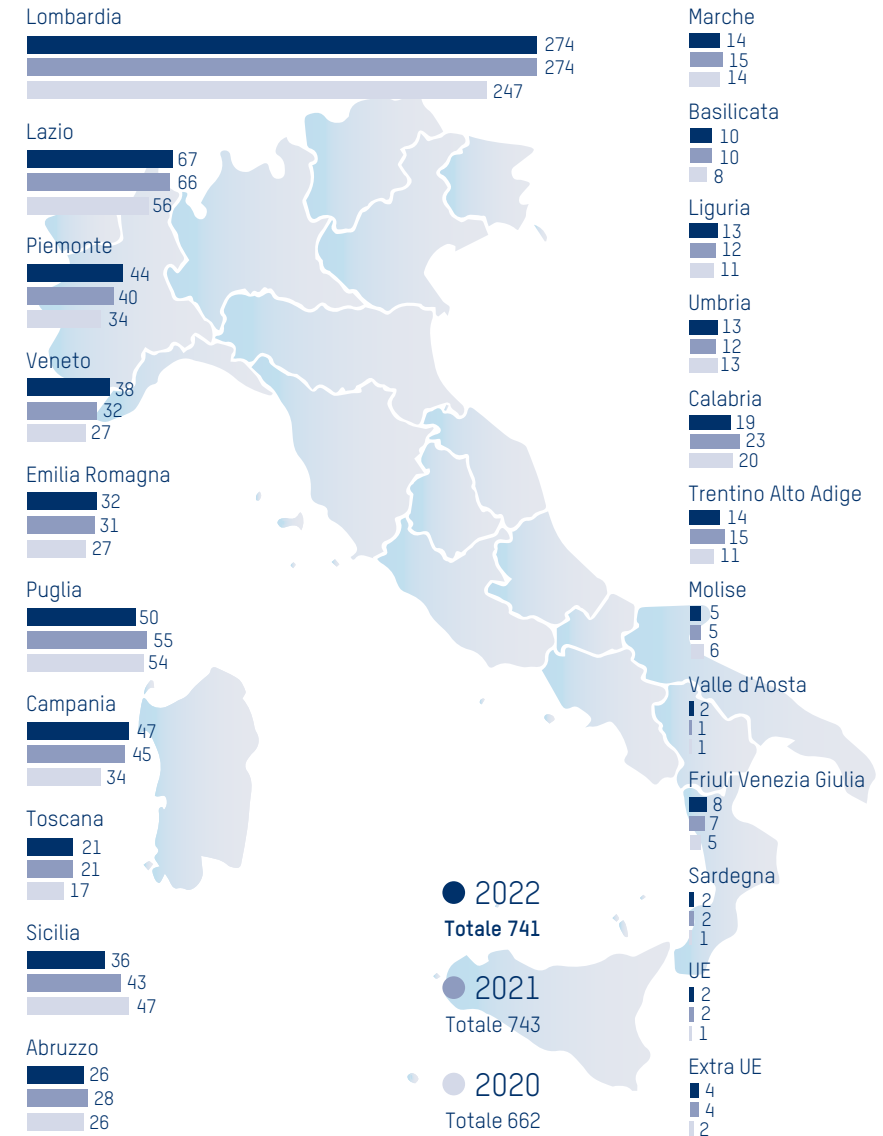 Lombardia
274
274
247
Lazio
67
66
56
Piemonte
44
40
34
Veneto
38
32
27
Emilia Romagna
32
31
27
Puglia
50
55
54
Campania
47
45
34
Toscana
21
21
17
Sicilia
36
43
47
Abruzzo
26
28
26
2022
Totale 741
2021
Totale 743
2020
Totale 662
Marche
14
15
14
Basilicata
10
10
8
Liguria
13
12
11
Umbria
13
12
13
Calabria
19
23
20
Trentino Alto Adige
14
15
11
Molise
5
5
6
Valle d'Aosta
2
1
1
Friuli Venezia Giulia
8
7
5
Sardegna
2
2
1
UE
2
2
1
Extra UE
4
4
2